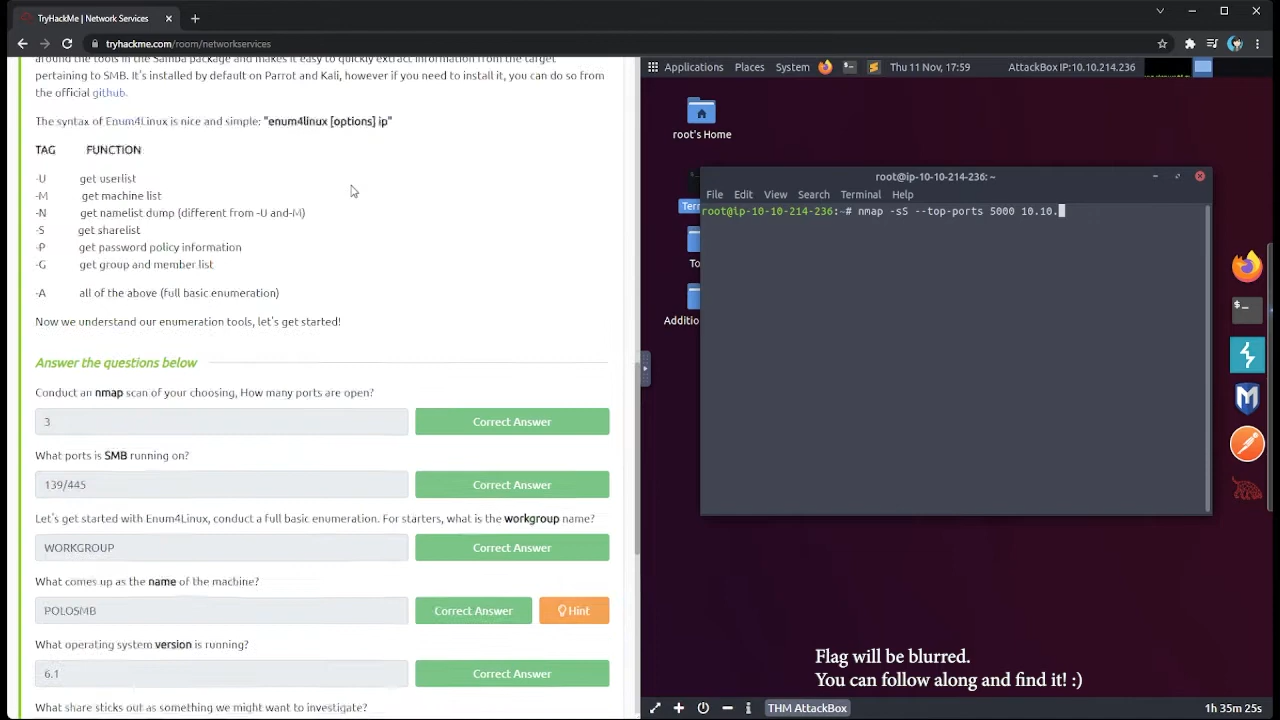 TryHackMe | Network Services
tryhackme.com/room/networkservices
around the tools in the Samba package and makes it easy to quickly extract information from the target
pertaining to SMB. It's installed by default on Parrot and Kali, however if you need to install it, you can do so from
the official github.
The syntax of Enum4Linux is nice and simple: "enum4linux [options] ip"
TAG FUNCTION
-U get userlist
-M get machine list
-N get namelist dump (different from -U and-M)
-S get sharelist
-P get password policy information
-G get group and member list
-A all of the above (full basic enumeration)
Now we understand our enumeration tools, let's get started!
Answer the questions below
Conduct an nmap scan of your choosing, How many ports are open?
3 Correct Answer
What ports is SMB running on?
139/445 Correct Answer
Let's get started with Enum4Linux, conduct a full basic enumeration. For starters, what is the workgroup name?
WORKGROUP Correct Answer
What comes up as the name of the machine?
POLOSMB Correct Answer Hint
What operating system version is running?
6.1 Correct Answer
What share sticks out as something we might want to investigate?
Applications Places System Thu 11 Nov, 17:59 AttackBox IP:10.10.214.236
root's Home
Terr
To
Additio
root@ip-10-10-214-236: ~
File Edit View Search Terminal Help
root@ip-10-10-214-236:~# nmap -sS --top-ports 5000 10.10.
Flag will be blurred.
You can follow along and find it! :)
THM AttackBox 1h 35m 25s